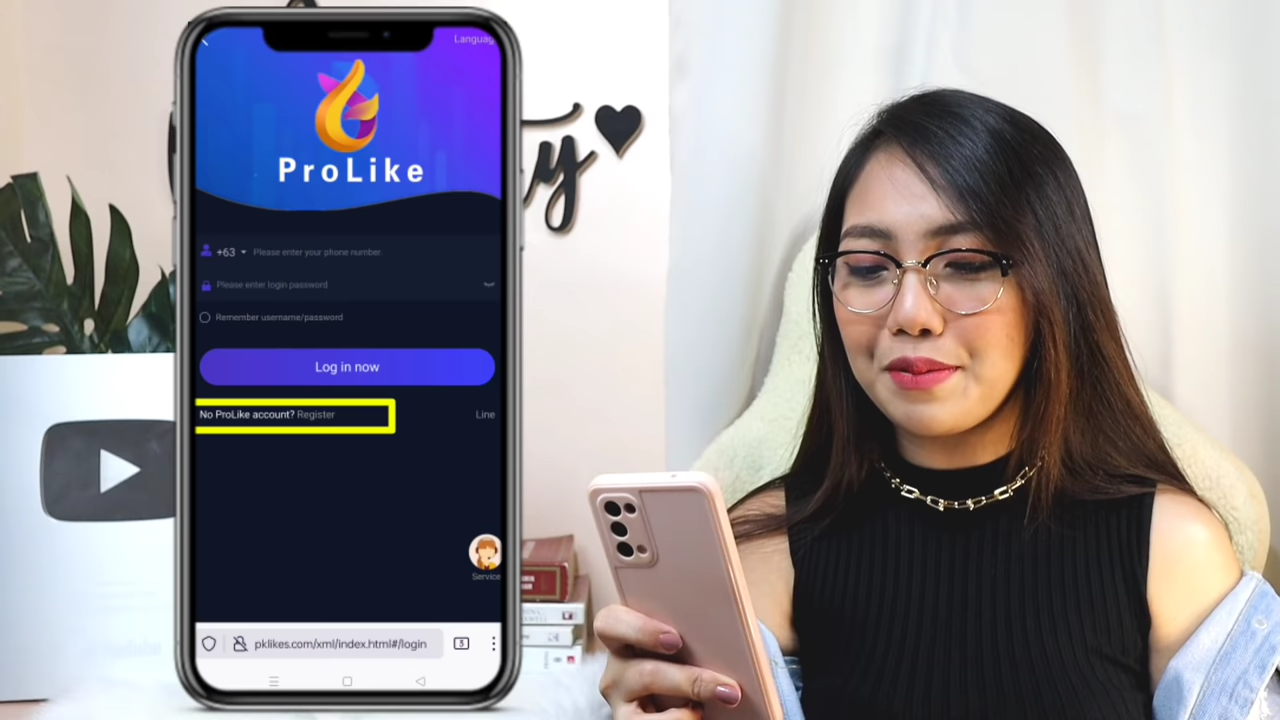 Languag
ProLike
+63 Please enter your phone number.
Please enter login password
Remember username/password
Log in now
No ProLike account? Register
Line
Service
pklikes.com/xml/index.html#/login
3